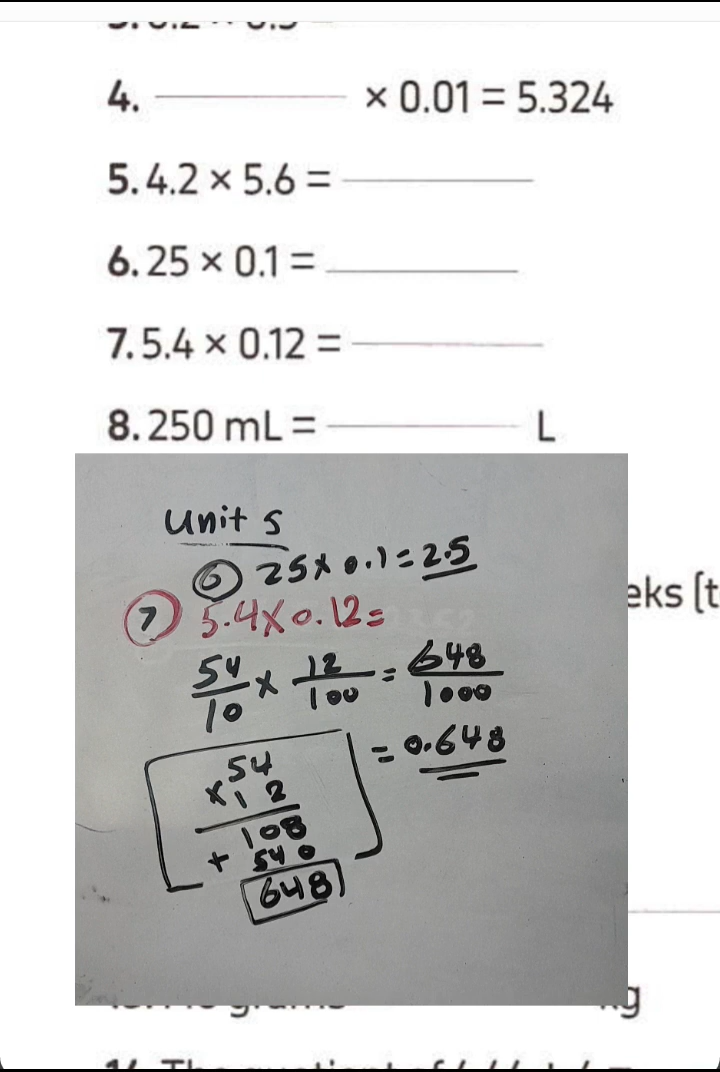 4. ________ × 0.01 = 5.324
5. 4.2 × 5.6 = ________
6. 25 × 0.1 = ________
7. 5.4 × 0.12 = ________
8. 250 mL = ________ L
unit 5
6 25 × 0.1 = 2.5
7 5.4 × 0.12 =
54/10 × 12/100 = 648/1000
= 0.648
54
× 12
108
+ 540
648
eks (t
g